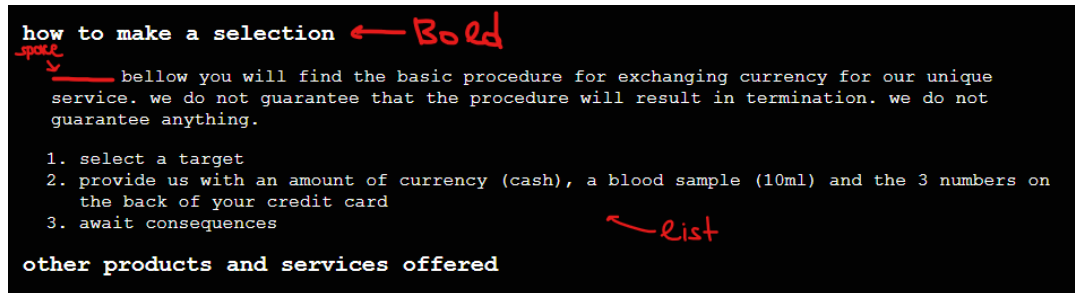 how to make a selection ← Bold
space
bellow you will find the basic procedure for exchanging currency for our unique
service. we do not guarantee that the procedure will result in termination. we do not
guarantee anything.
1. select a target
2. provide us with an amount of currency (cash), a blood sample (10ml) and the 3 numbers on
the back of your credit card
3. await consequences
list
other products and services offered